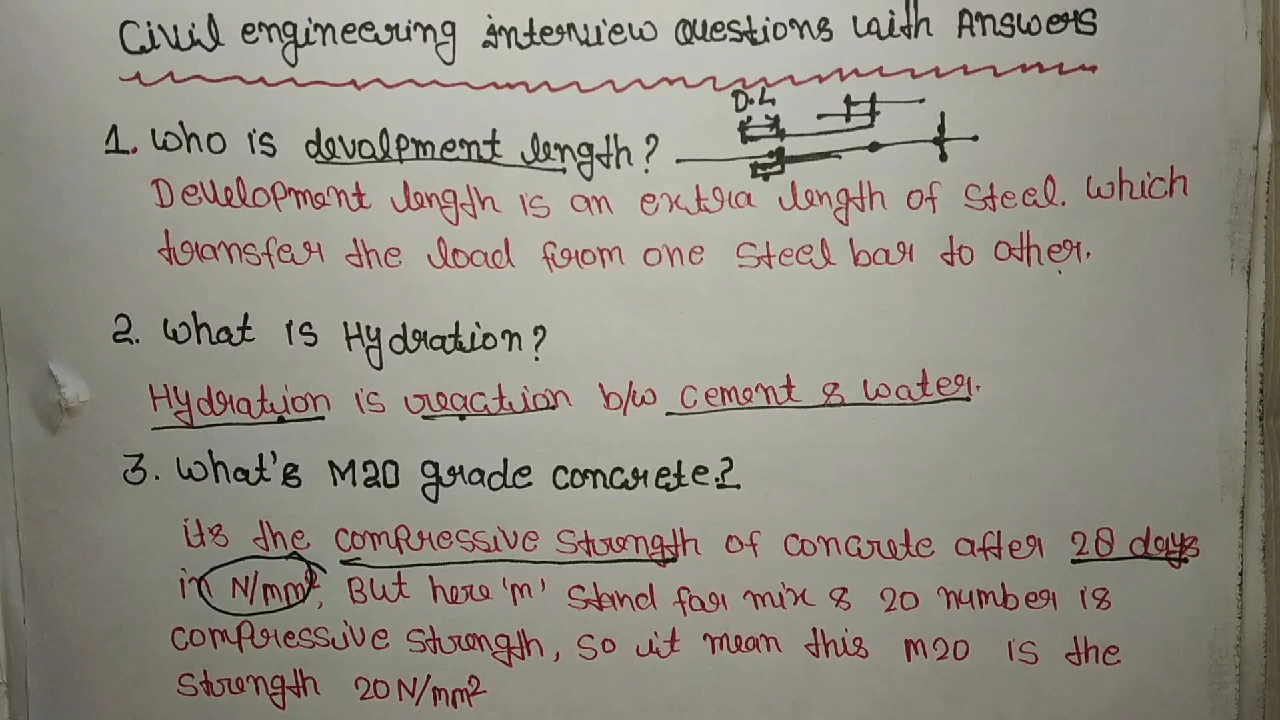 Civil engineering interview Questions with Answers
D.L
1. Who is devalpment length?
Development length is an extra length of steel. which
transfer the load from one steel bar to other.
2. What is Hydration?
Hydration is reaction b/w cement & water.
3. What's M20 grade concrete.?
its the compressive strength of concrete after 28 days
in N/mm², But here 'm' stand for mix & 20 number is
compressive strength, so it mean this M20 is the
strength 20 N/mm²